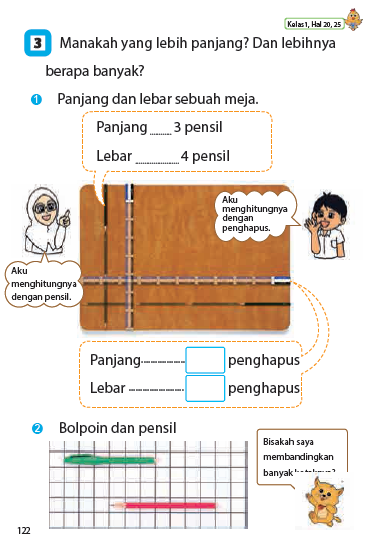 Kelas1, Hal 20, 25
3 Manakah yang lebih panjang? Dan lebihnya
berapa banyak?
1 Panjang dan lebar sebuah meja.
Panjang ...... 3 pensil
Lebar ............ 4 pensil
Aku
menghitungnya
dengan
penghapus.
Aku
menghitungnya
dengan pensil.
Panjang............... penghapus
Lebar .................. penghapus
2 Bolpoin dan pensil
Bisakah saya
membandingkan
banyak
122